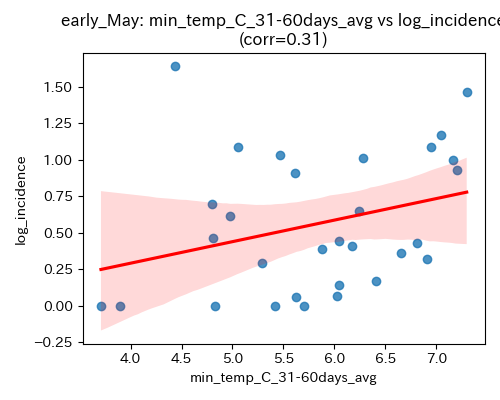 early_May: min_temp_C_31-60days_avg vs log_incidence
(corr=0.31)
1.50
1.25
1.00
0.75
0.50
0.25
0.00
−0.25
log_incidence
4.0 4.5 5.0 5.5 6.0 6.5 7.0
min_temp_C_31-60days_avg